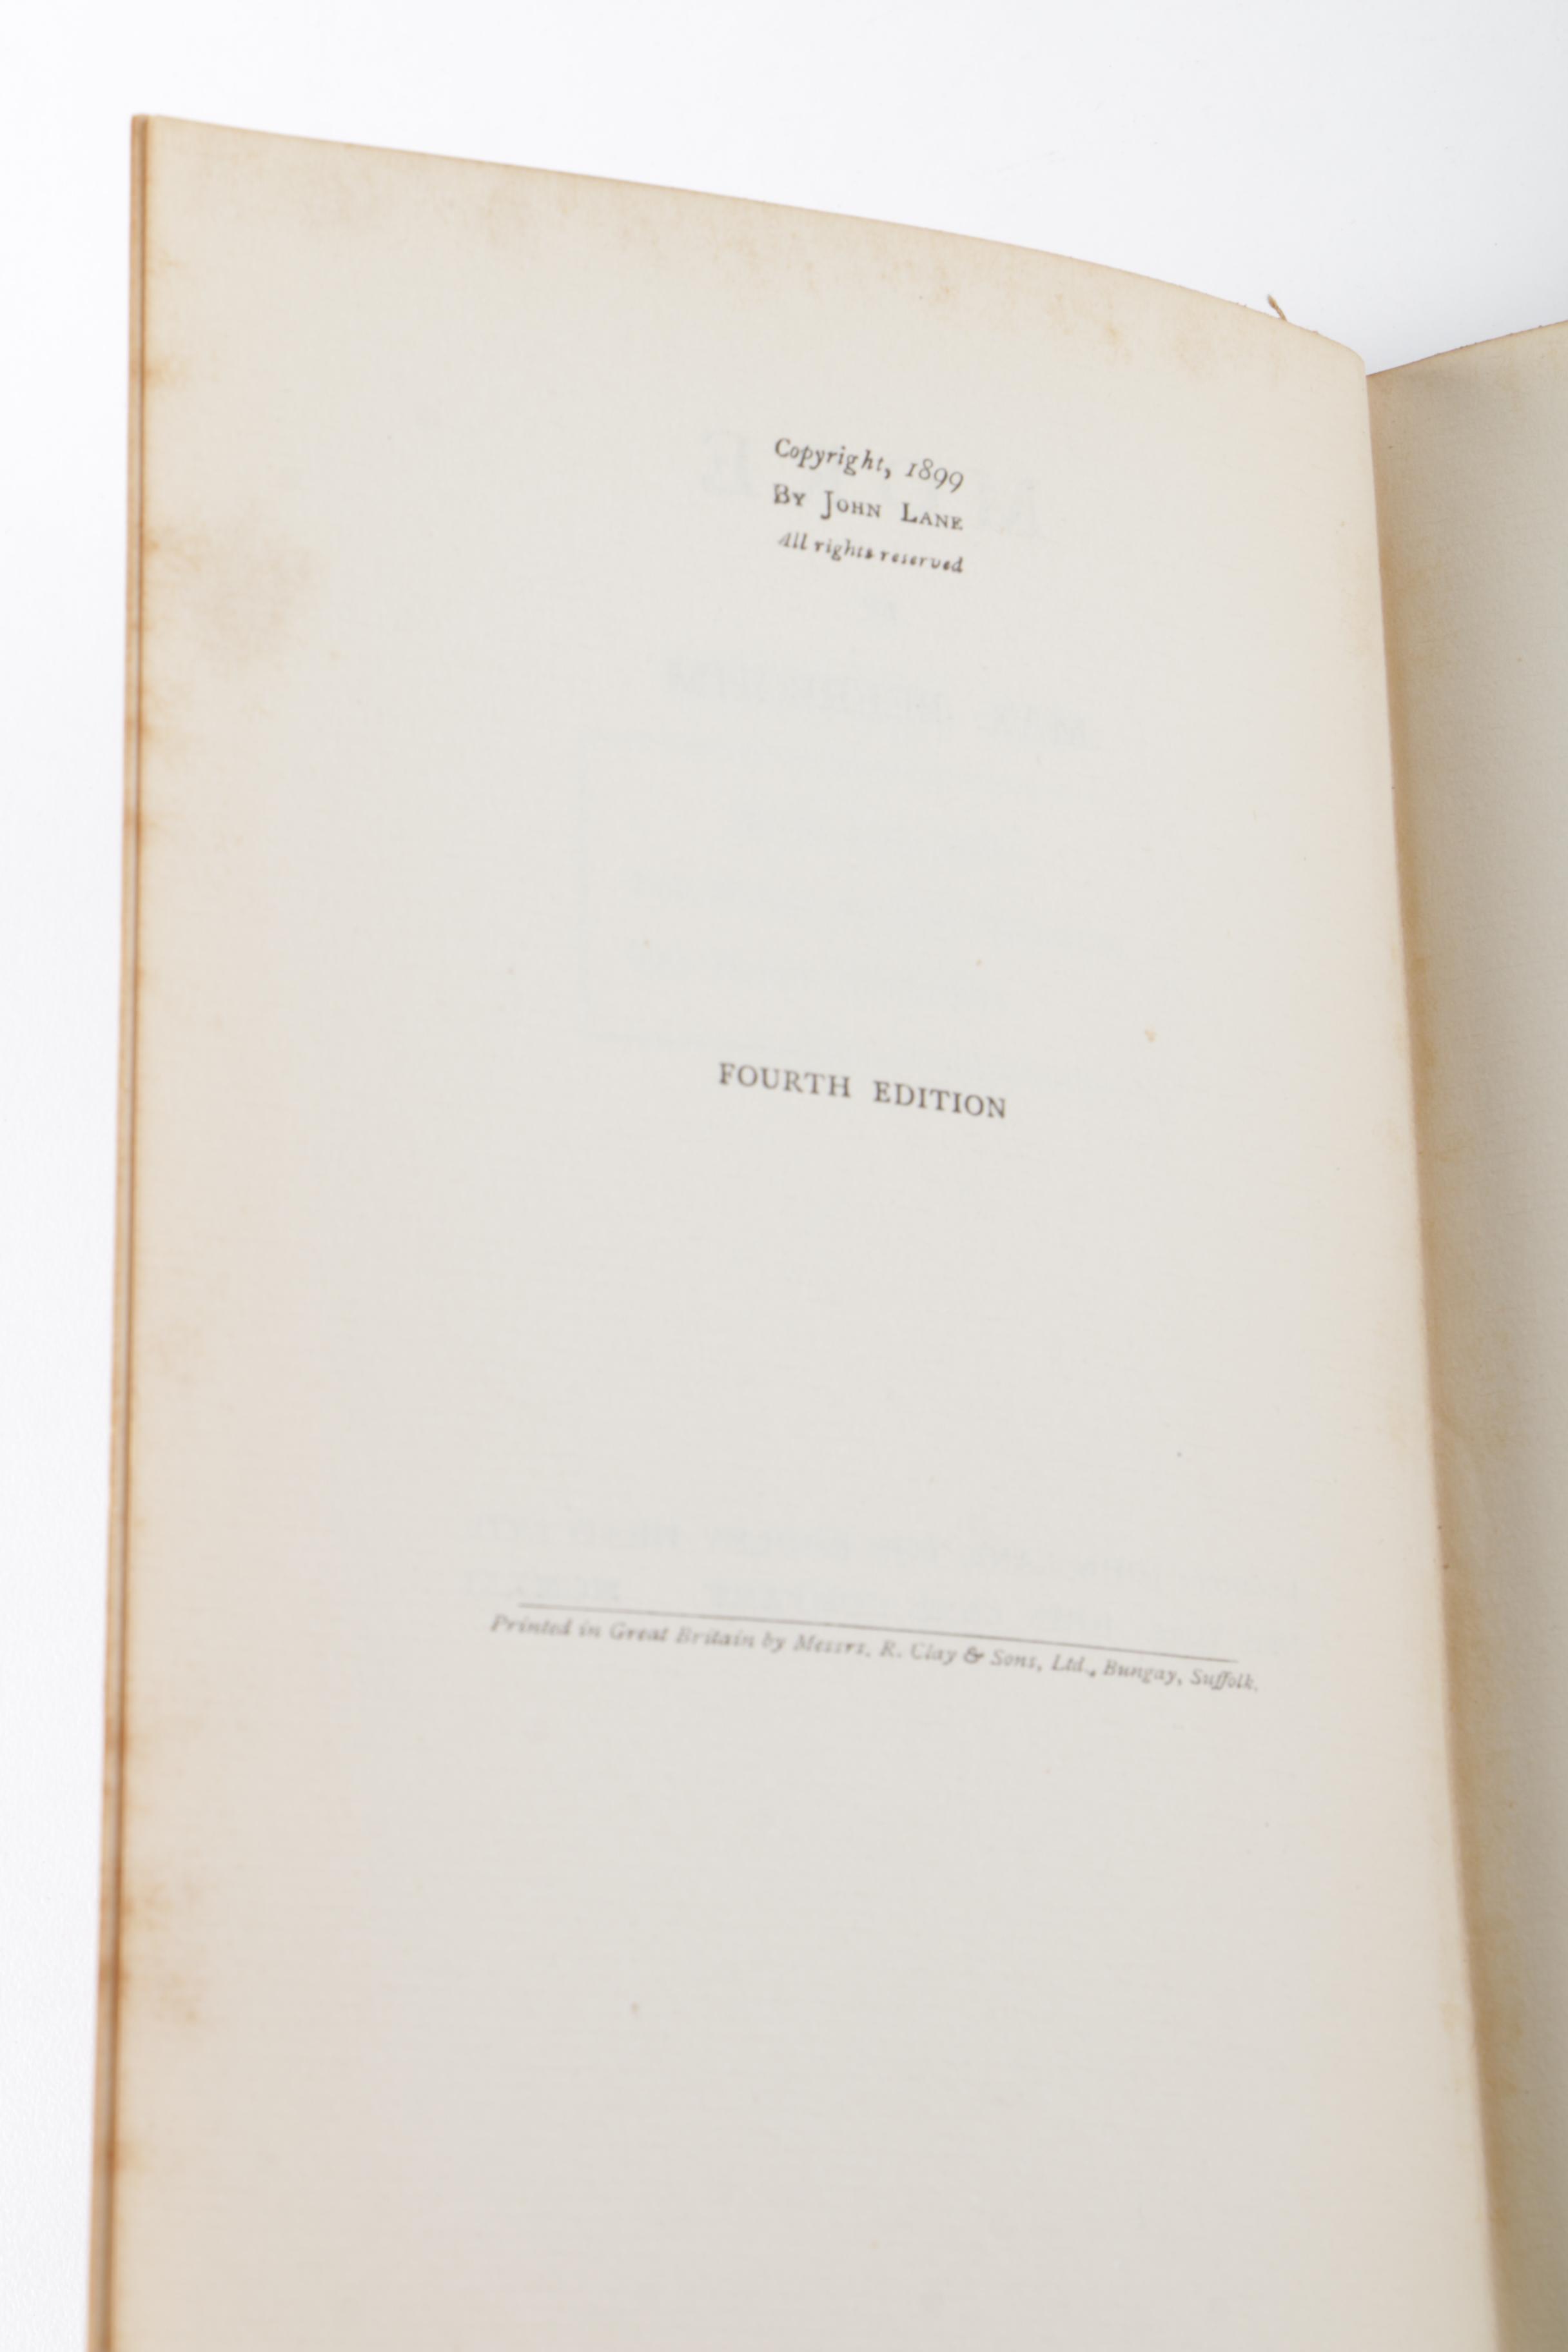 Copyright, 1899
By John Lane
All rights reserved
FOURTH EDITION
Printed in Great Britain by Messrs. R. Clay & Sons, Ltd., Bungay, Suffolk.